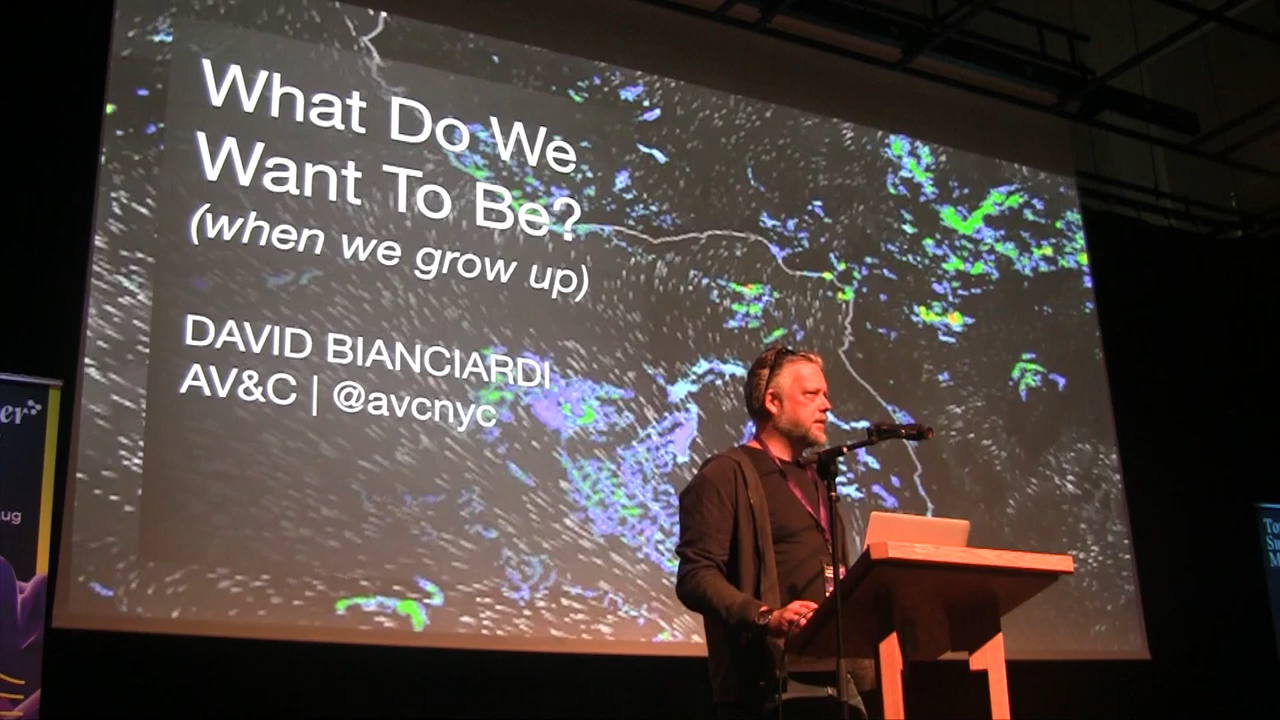 What Do We
Want To Be?
(when we grow up)
DAVID BIANCIARDI
AV&C | @avcnyc